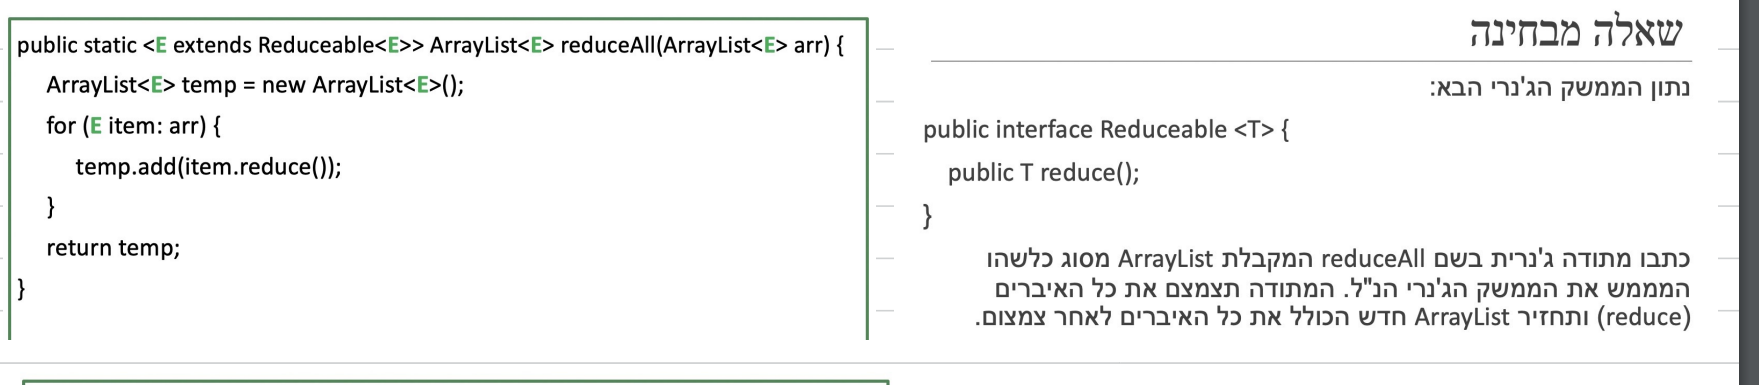 שאלה מבחינה
נתון הממשק הג'נרי הבא:
public interface Reduceable <T> {
public T reduce();
}
כתבו מתודה ג'נרית בשם reduceAll המקבלת ArrayList מסוג כלשהו
המממש את הממשק הג'נרי הנ"ל. המתודה תצמצם את כל האיברים
(reduce) ותחזיר ArrayList חדש הכולל את כל האיברים לאחר צמצום.
public static <E extends Reduceable<E>> ArrayList<E> reduceAll(ArrayList<E> arr) {
ArrayList<E> temp = new ArrayList<E>();
for (E item: arr) {
temp.add(item.reduce());
}
return temp;
}